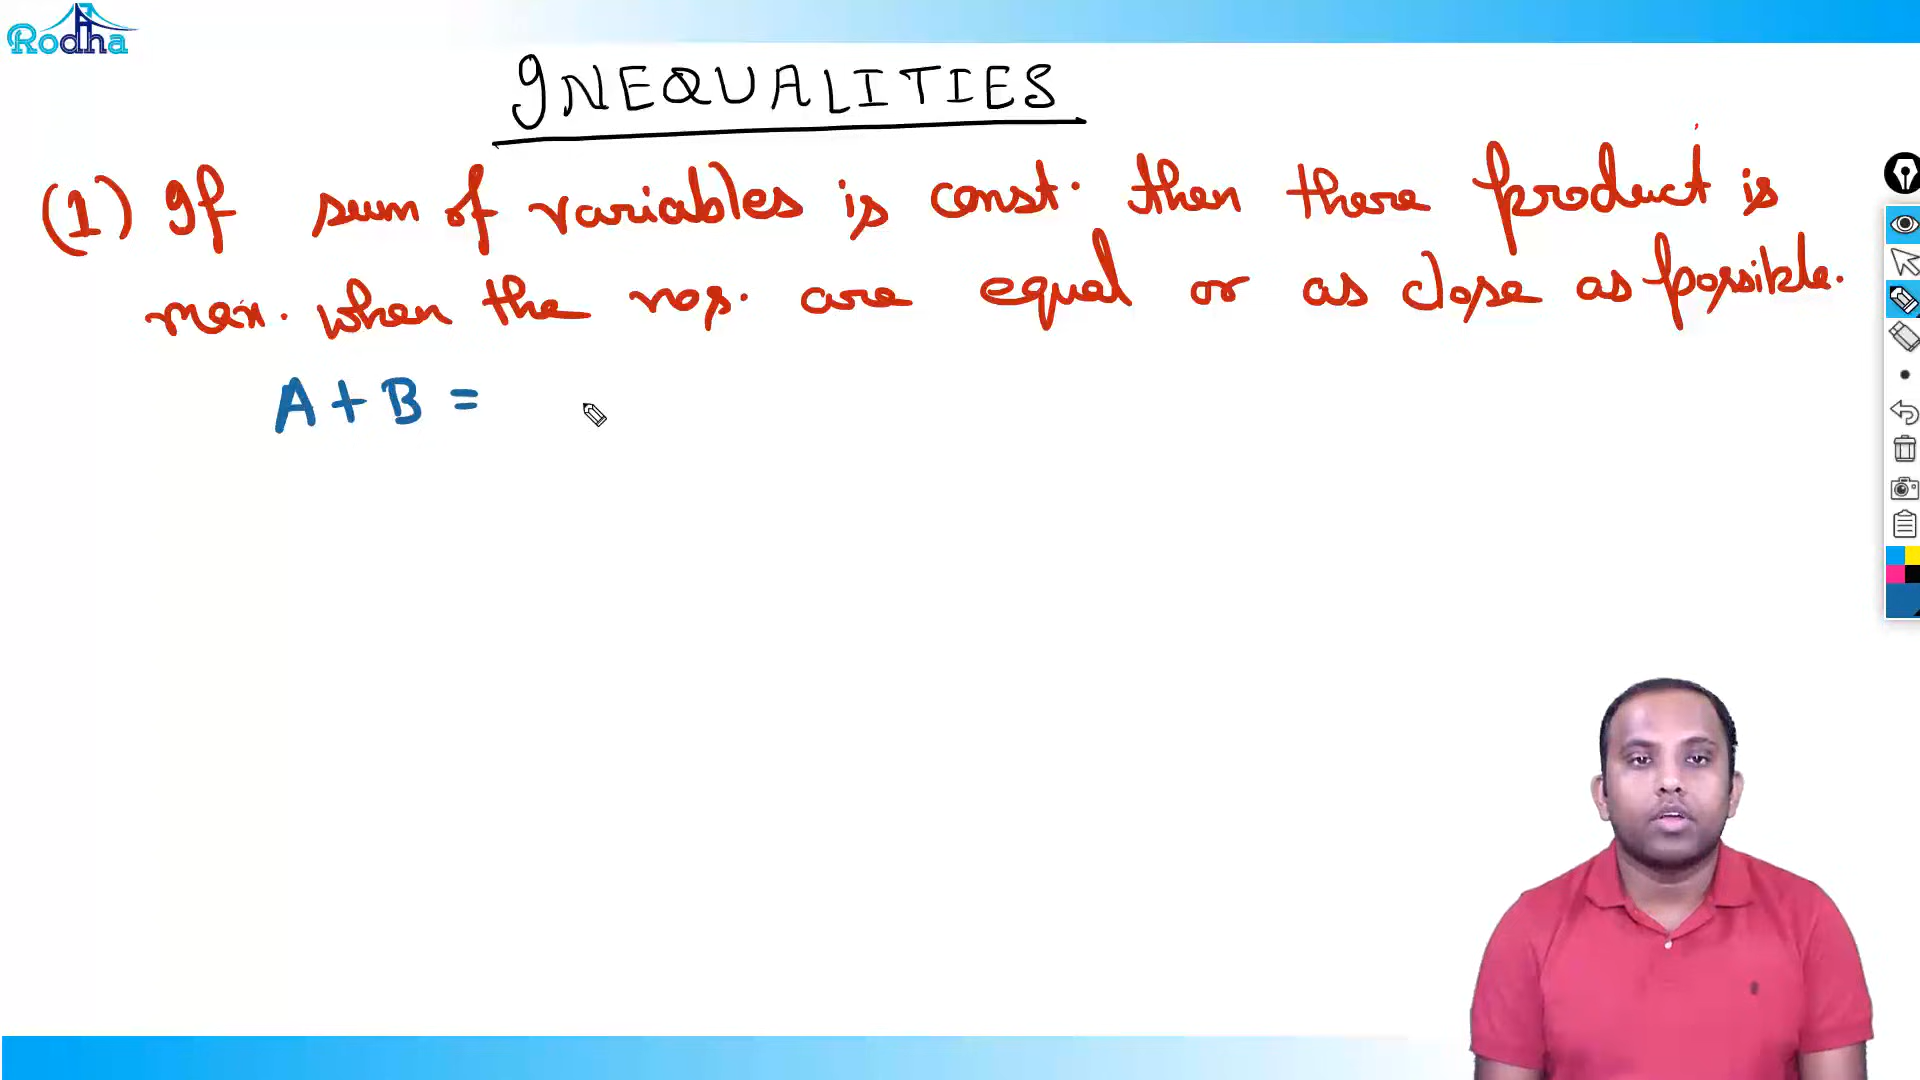 Rodha
INEQUALITIES
(1) If sum of variables is const. then there product is
max. when the nos. are equal or as close as possible.
A + B =